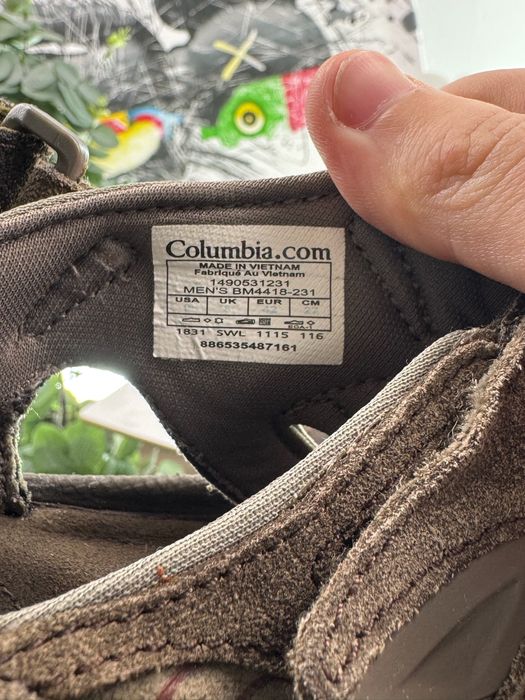 Columbia.com
MADE IN VIETNAM
Fabriqué Au Vietnam
1490531231
MEN'S BM4418-231
USA UK EUR CM
1831 SWL 1115 116
886535487161